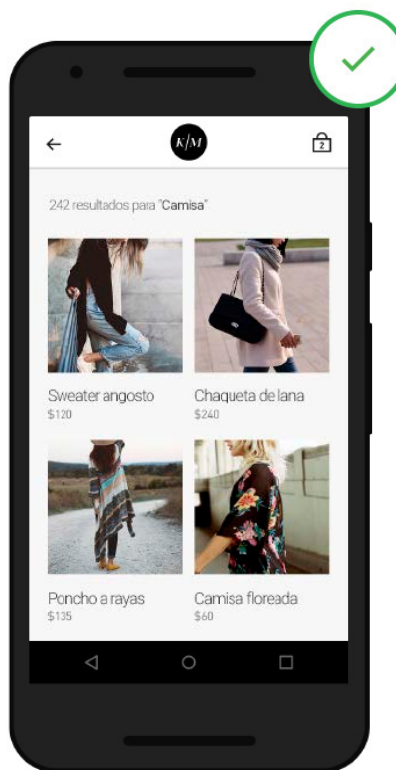 K/M
2
242 resultados para "Camisa"
Sweater angosto
$120
Chaqueta de lana
$240
Poncho a rayas
$135
Camisa floreada
$60